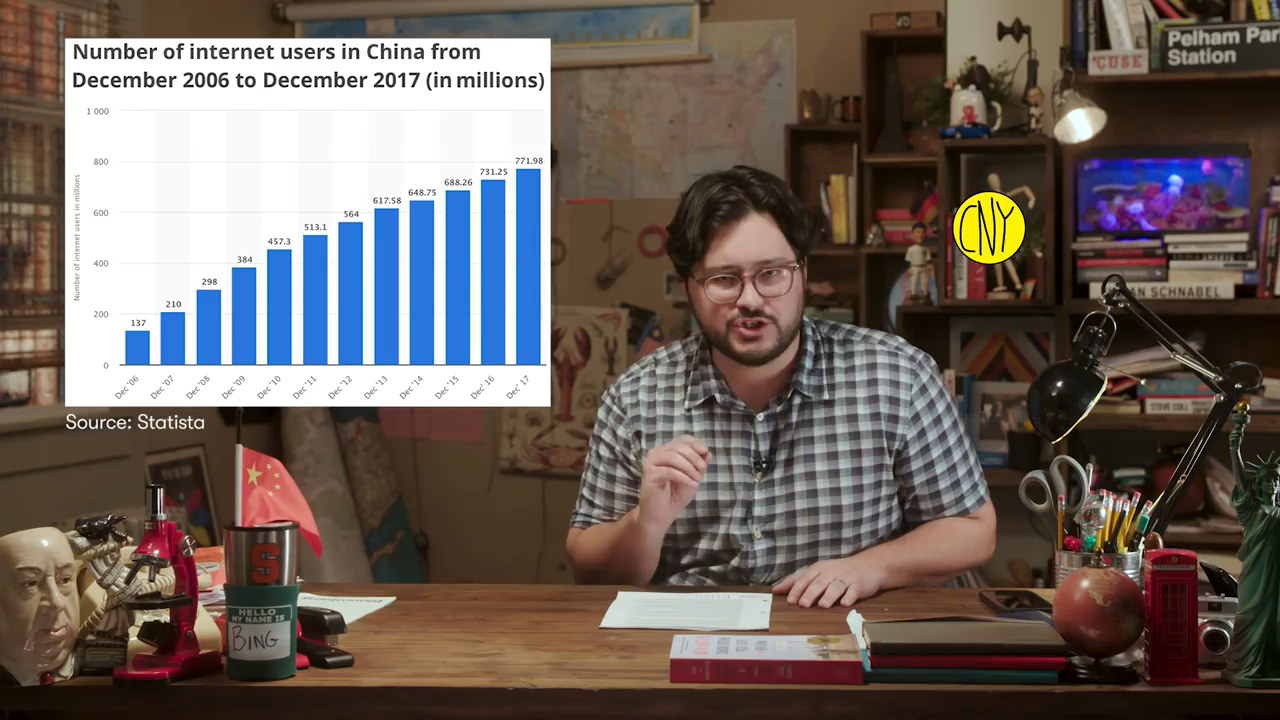 Number of internet users in China from
December 2006 to December 2017 (in millions)
Number of internet users in millions
1 000
800
600
400
200
0
137
210
298
384
457.3
513.1
564
617.58
648.75
688.26
731.25
771.98
Dec '06
Dec '07
Dec '08
Dec '09
Dec '10
Dec '11
Dec '12
Dec '13
Dec '14
Dec '15
Dec '16
Dec '17
Source: Statista
CNY
Pelham Par
Station
'CUSE
AN SCHNABEL
STEVE COLL
S
HELLO
MY NAME IS
BING